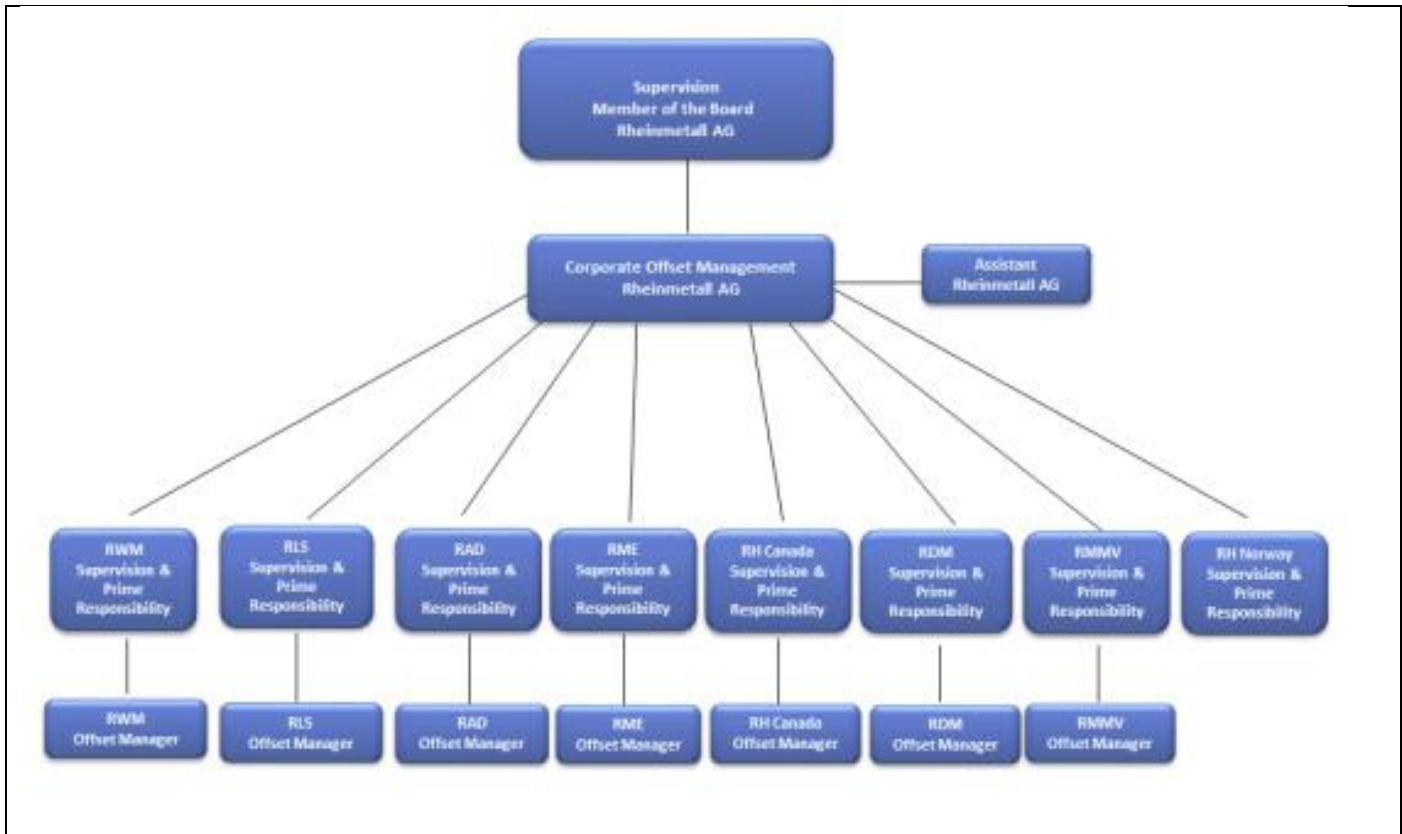 Supervision
Member of the Board
Rheinmetall AG
Corporate Offset Management
Rheinmetall AG
Assistant
Rheinmetall AG
RWM
Supervision &
Prime
Responsibility
RLS
Supervision &
Prime
Responsibility
RAD
Supervision &
Prime
Responsibility
RME
Supervision &
Prime
Responsibility
RH Canada
Supervision &
Prime
Responsibility
RDM
Supervision &
Prime
Responsibility
RMMV
Supervision &
Prime
Responsibility
RH Norway
Supervision &
Prime
Responsibility
RWM
Offset Manager
RLS
Offset Manager
RAD
Offset Manager
RME
Offset Manager
RH Canada
Offset Manager
RDM
Offset Manager
RMMV
Offset Manager